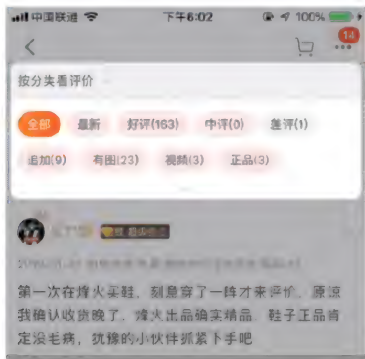 中国联通 下午6:02 100%
14
按分类看评价
全部 最新 好评(163) 中评(0) 差评(1)
追加(9) 有图(23) 视频(3) 正品(3)
第一次在烽火买鞋，刻意穿了一阵才来评价，原谅
我确认收货晚了，烽火出品确实精品，鞋子正品肯
定没毛病，犹豫的小伙伴抓紧下手吧